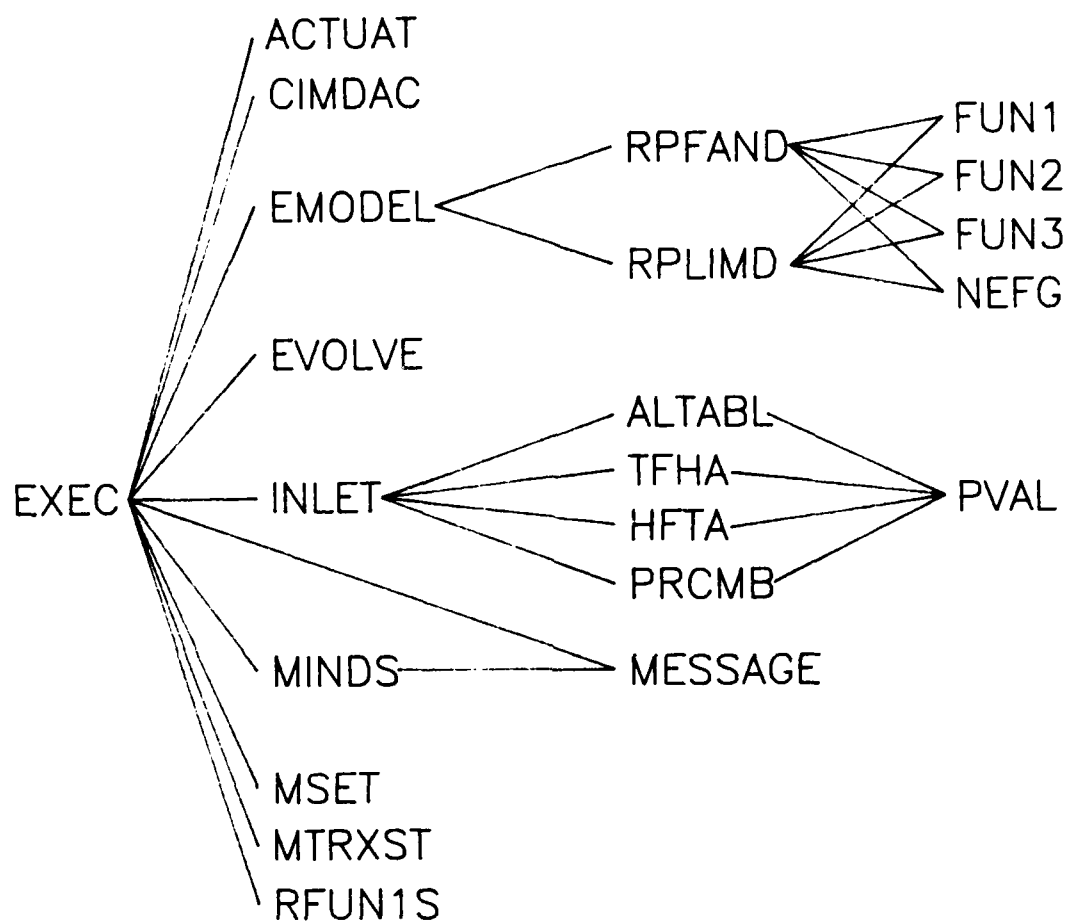 ACTUAT
CIMDAC
EMODEL
RPFAND
RPLIMD
FUN1
FUN2
FUN3
NEFG
EVOLVE
EXEC
INLET
ALTABL
TFHA
HFTA
PRCMB
PVAL
MINDS
MESSAGE
MSET
MTRXST
RFUN1S